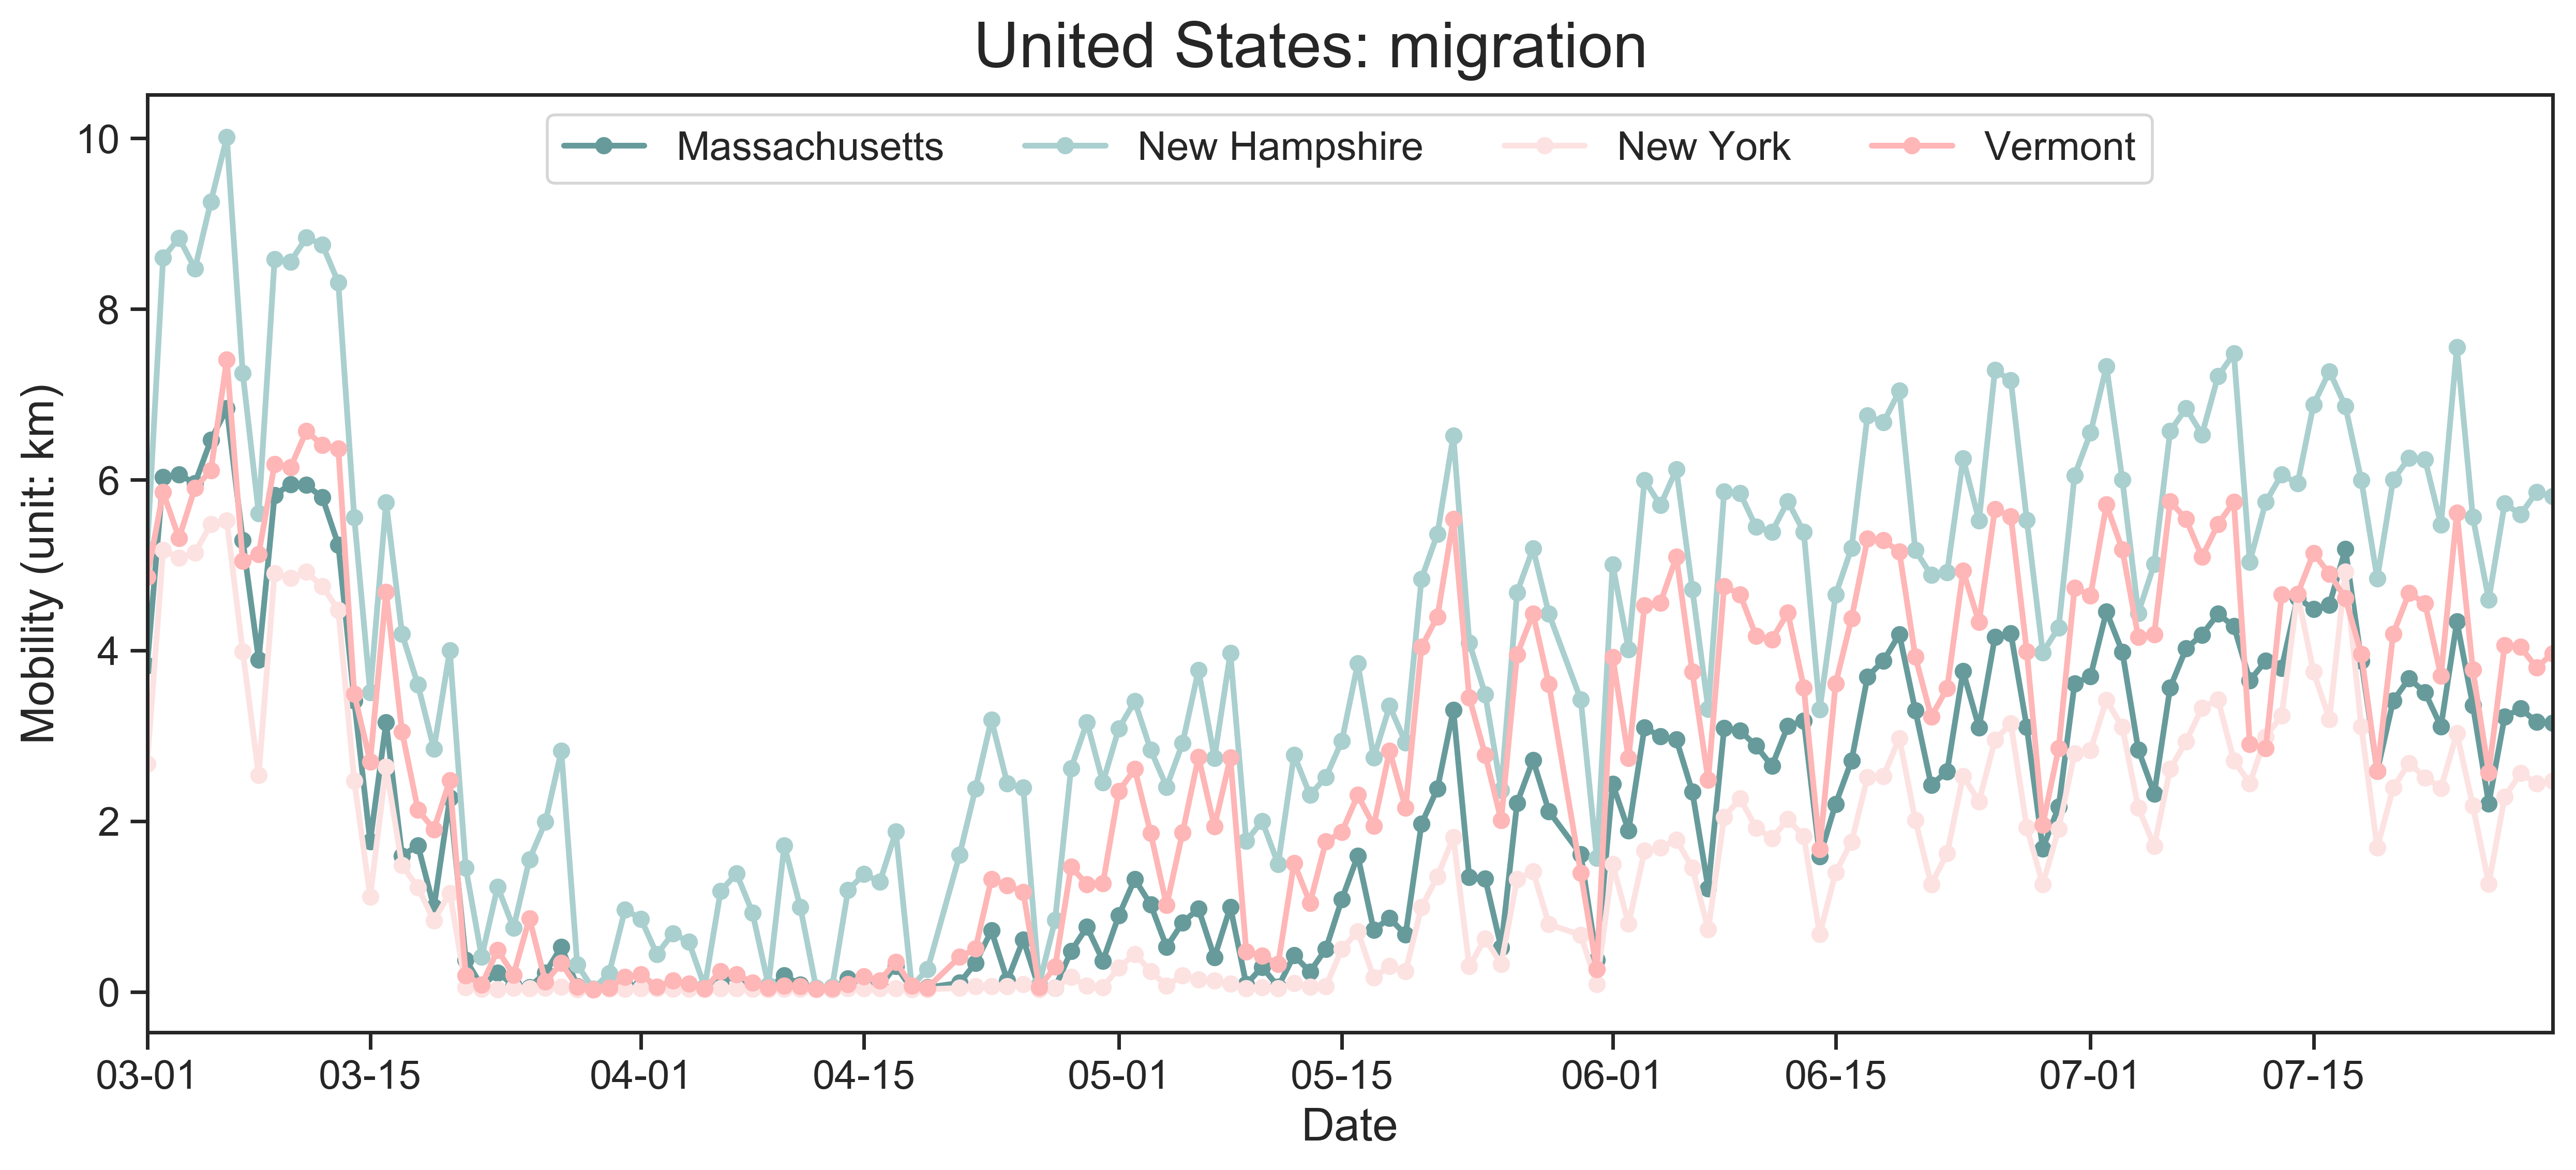 United States: migration
Massachusetts New Hampshire New York Vermont
Mobility (unit: km)
10
8
6
4
2
0
03-01 03-15 04-01 04-15 05-01 05-15 06-01 06-15 07-01 07-15
Date